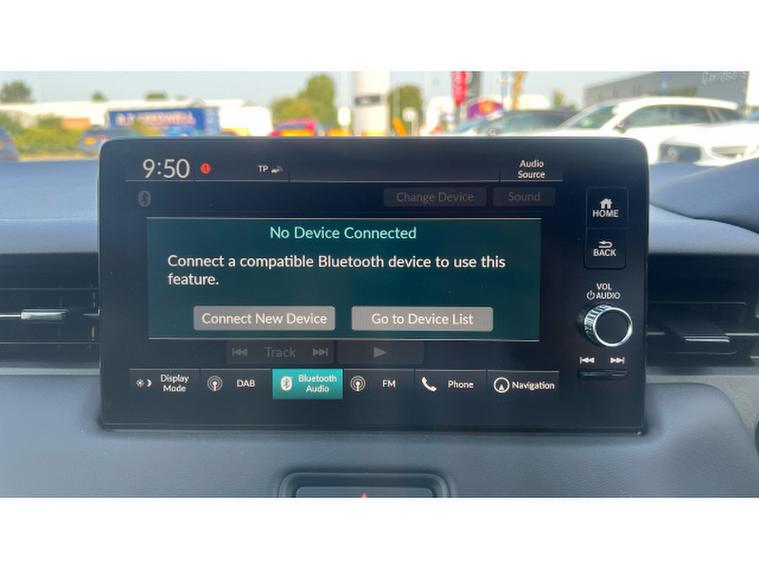 9:50
TP
Audio
Source
Change Device
Sound
No Device Connected
Connect a compatible Bluetooth device to use this
feature.
Connect New Device
Go to Device List
Track
Display
Mode
DAB
Bluetooth
Audio
FM
Phone
Navigation
HOME
BACK
VOL
AUDIO